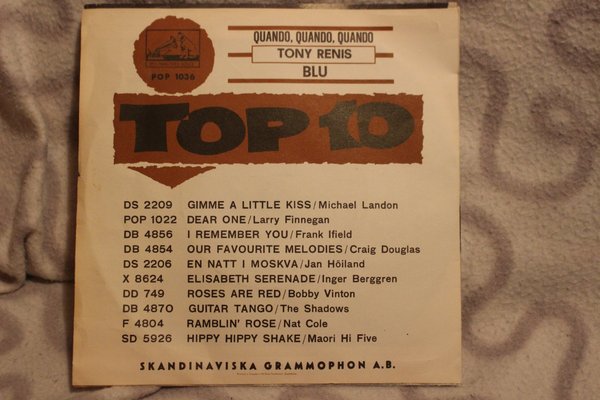 POP 1036
QUANDO, QUANDO, QUANDO
TONY RENIS
BLU
TOP 10
DS 2209 GIMME A LITTLE KISS/Michael Landon
POP 1022 DEAR ONE/Larry Finnegan
DB 4856 I REMEMBER YOU/Frank Ifield
DB 4854 OUR FAVOURITE MELODIES/Craig Douglas
DS 2206 EN NATT I MOSKVA/Jan Höiland
X 8624 ELISABETH SERENADE/Inger Berggren
DD 749 ROSES ARE RED/Bobby Vinton
DB 4870 GUITAR TANGO/The Shadows
F 4804 RAMBLIN' ROSE/Nat Cole
SD 5926 HIPPY HIPPY SHAKE/Maori Hi Five
SKANDINAVISKA GRAMMOPHON A.B.